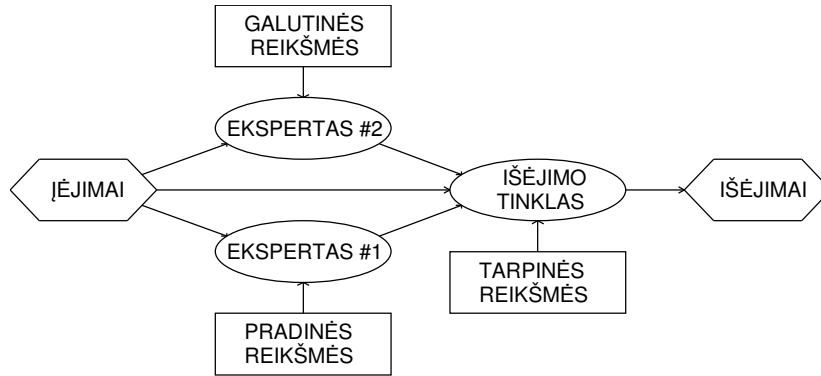 GALUTINĖS
REIKŠMĖS
EKSPERTAS #2
ĮĖJIMAI
IŠĖJIMO
TINKLAS
IŠĖJIMAI
EKSPERTAS #1
TARPINĖS
REIKŠMĖS
PRADINĖS
REIKŠMĖS